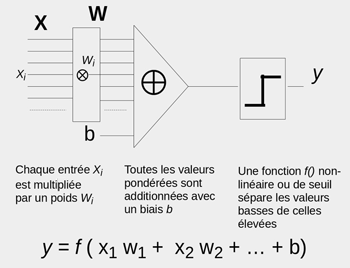 X W
Wi
Xi
y
b
Chaque entrée Xi
est multipliée
par un poids Wi
Toutes les valeurs
pondérées sont
additionnées avec
un biais b
Une fonction f() non-
linéaire ou de seuil
sépare les valeurs
basses de celles
élevées
y = f ( x1 w1 + x2 w2 + … + b)